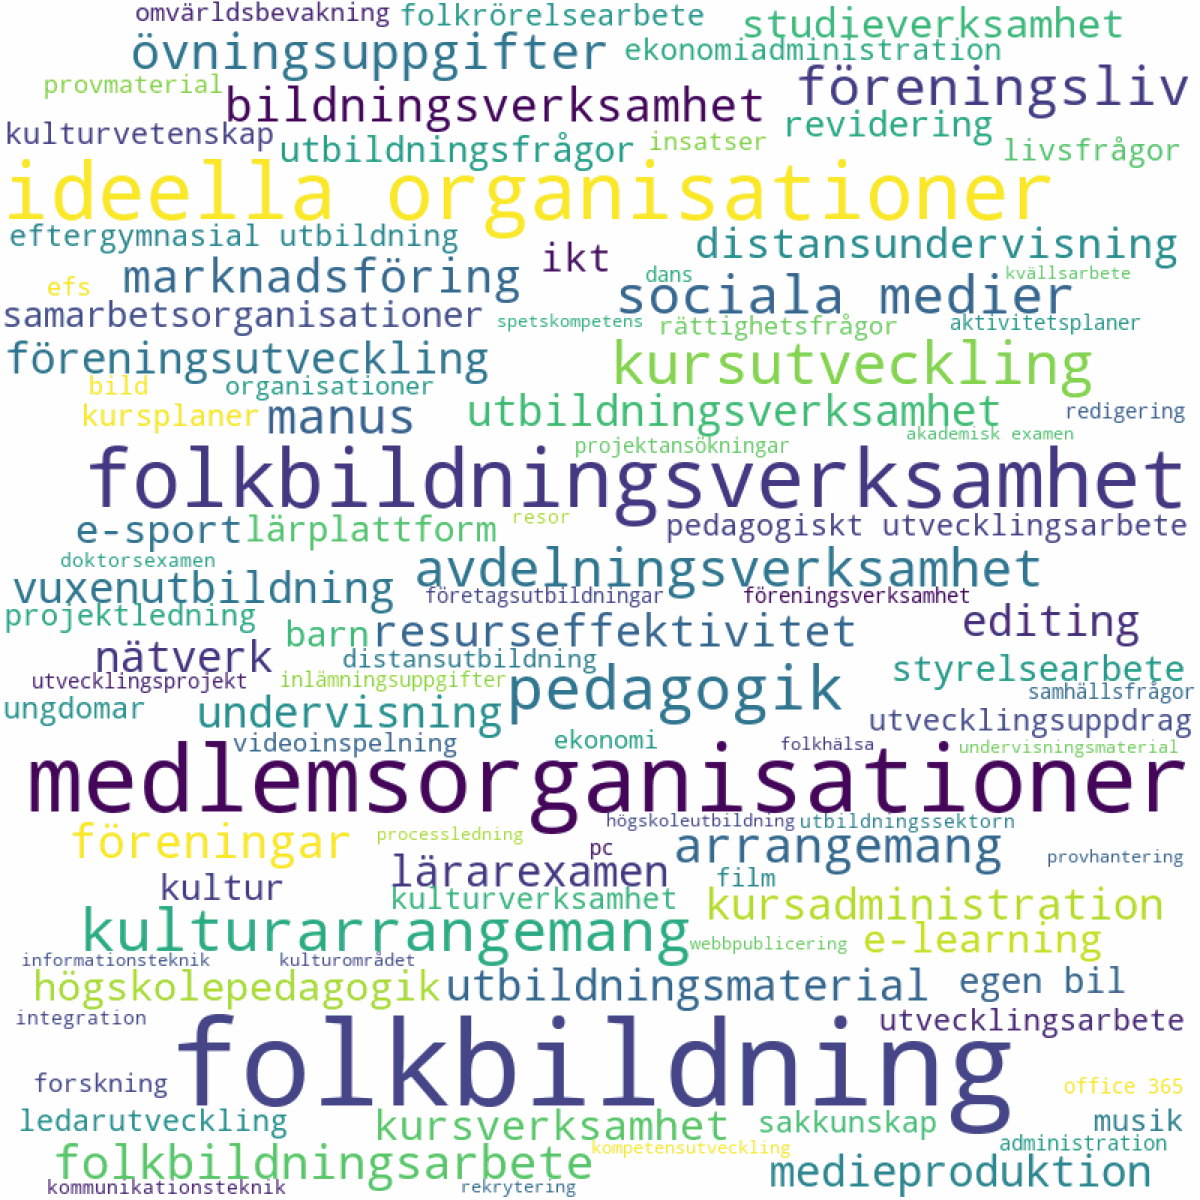 omvärldsbevakning
folkrörelsearbete
studieverksamhet
övningsuppgifter
ekonomiadministration
provmaterial
bildningsverksamhet
föreningsliv
kulturvetenskap
utbildningsfrågor
insatser
revidering
livsfrågor
ideella organisationer
eftergymnasial utbildning
ikt
distansundervisning
efs
marknadsföring
dans
kvällsarbete
sociala medier
samarbetsorganisationer
spetskompetens
rättighetsfrågor
aktivitetsplaner
föreningsutveckling
kursutveckling
bild
organisationer
kursplaner
manus
utbildningsverksamhet
redigering
projektansökningar
akademisk examen
folkbildningsverksamhet
e-sport
lärplattform
resor
pedagogiskt utvecklingsarbete
doktorsexamen
avdelningsverksamhet
vuxenutbildning
företagsutbildningar
föreningsverksamhet
projektledning
barn
resurseffektivitet
editing
nätverk
distansutbildning
styrelsearbete
utvecklingsprojekt
inlämningsuppgifter
pedagogik
samhällsfrågor
ungdomar
undervisning
utvecklingsuppdrag
videoinspelning
ekonomi
folkhälsa
undervisningsmaterial
medlemsorganisationer
högskoleutbildning
utbildningssektorn
föreningar
processledning
pc
arrangemang
provhantering
kultur
lärarexamen
film
kulturverksamhet
kursadministration
kulturarrangemang
webbpublicering
e-learning
informationsteknik
kulturområdet
högskolepedagogik
utbildningsmaterial
egen bil
integration
folkbildning
utvecklingsarbete
forskning
office 365
ledarutveckling
kursverksamhet
sakkunskap
musik
administration
folkbildningsarbete
kompetensutveckling
medieproduktion
kommunikationsteknik
rekrytering